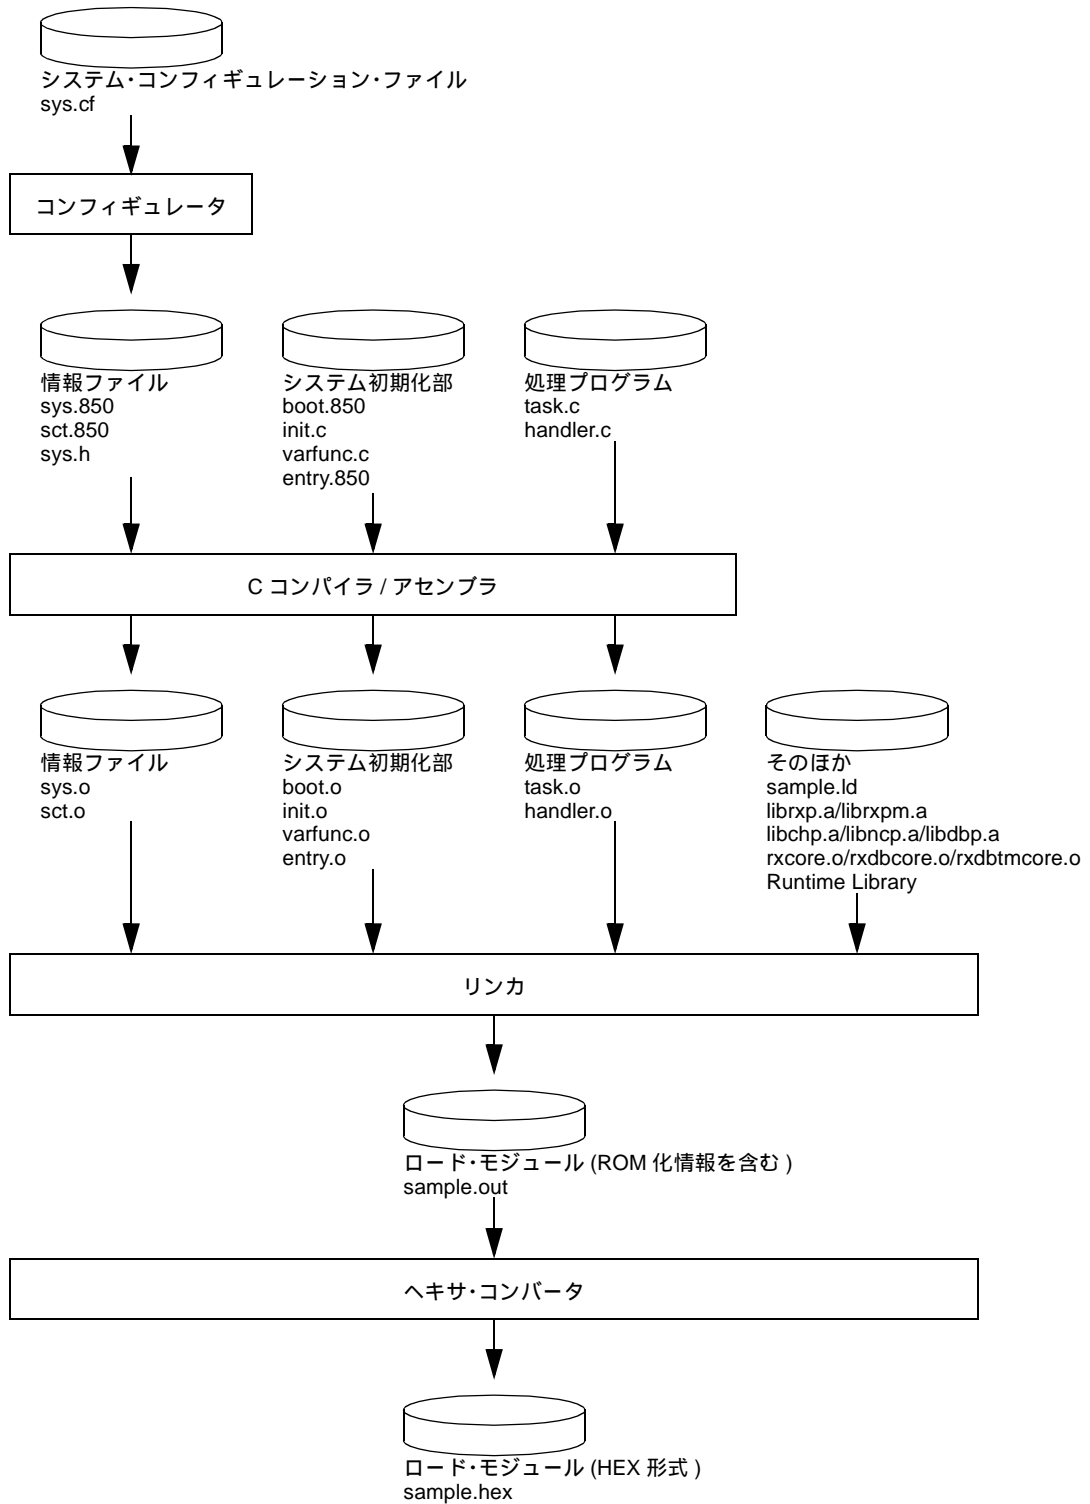 システム・コンフィギュレーション・ファイル
sys.cf
コンフィギュレータ
情報ファイル
sys.850
sct.850
sys.h
システム初期化部
boot.850
init.c
varfunc.c
entry.850
処理プログラム
task.c
handler.c
C コンパイラ / アセンブラ
情報ファイル
sys.o
sct.o
システム初期化部
boot.o
init.o
varfunc.o
entry.o
処理プログラム
task.o
handler.o
そのほか
sample.ld
librxp.a/librxpm.a
libchp.a/libncp.a/libdbp.a
rxcore.o/rxdbcore.o/rxdbtmcore.o
Runtime Library
リンカ
ロード・モジュール (ROM 化情報を含む )
sample.out
ヘキサ・コンバータ
ロード・モジュール (HEX 形式 )
sample.hex